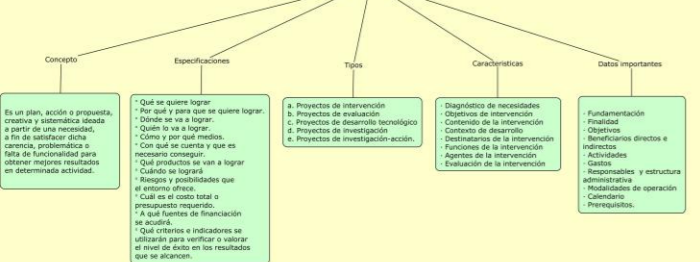 Concepto
Especificaciones
Tipos
Características
Datos importantes
Es un plan, acción o propuesta,
creativa y sistemática ideada
a partir de una necesidad,
a fin de satisfacer dicha
carencia, problemática o
falta de funcionalidad para
obtener mejores resultados
en determinada actividad.
* Qué se quiere lograr
* Por qué y para que se quiere lograr.
* Dónde se va a lograr.
* Quién lo va a lograr.
* Cómo y por qué medios.
* Con qué se cuenta y que es
necesario conseguir.
* Qué productos se van a lograr
* Cuándo se logrará
* Riesgos y posibilidades que
el entorno ofrece.
* Cuál es el costo total o
presupuesto requerido.
* A qué fuentes de financiación
se acudirá.
* Qué criterios e indicadores se
utilizarán para verificar o valorar
el nivel de éxito en los resultados
que se alcancen.
a. Proyectos de intervención
b. Proyectos de evaluación
c. Proyectos de desarrollo tecnológico
d. Proyectos de investigación
e. Proyectos de investigación-acción.
- Diagnóstico de necesidades
- Objetivos de intervención
- Contenido de la intervención
- Contexto de desarrollo
- Destinatarios de la intervención
- Funciones de la intervención
- Agentes de la intervención
- Evaluación de la intervención
- Fundamentación
- Finalidad
- Objetivos
- Beneficiarios directos e
indirectos
- Actividades
- Gastos
- Responsables y estructura
administrativa
- Modalidades de operación
- Calendario
- Prerequisitos.